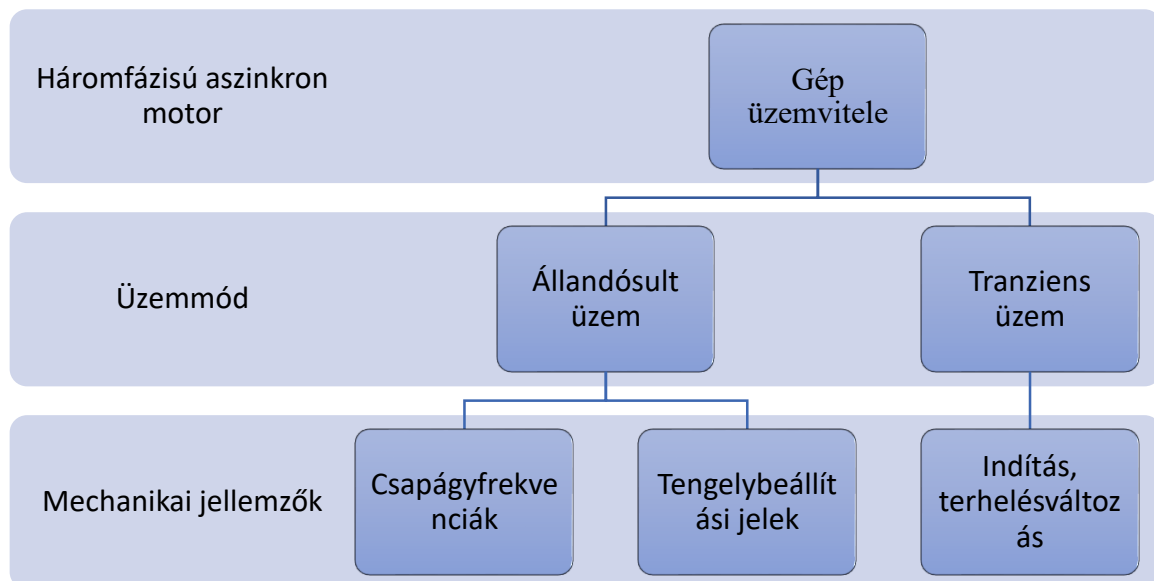 Háromfázisú aszinkron
motor
Gép
üzemvitele
Üzemmód
Állandósult
üzem
Tranziens
üzem
Mechanikai jellemzők
Csapágyfrekve
nciák
Tengelybeállít
ási jelek
Indítás,
terhelésváltoz
ás